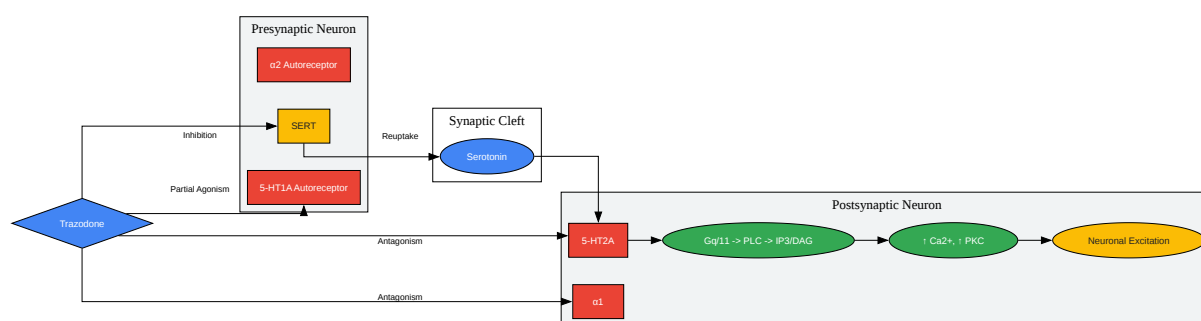 Presynaptic Neuron
α2 Autoreceptor
SERT
5-HT1A Autoreceptor
Inhibition
Partial Agonism
Trazodone
Reuptake
Synaptic Cleft
Serotonin
Antagonism
Antagonism
Postsynaptic Neuron
5-HT2A
Gq/11 -> PLC -> IP3/DAG
↑ Ca2+, ↑ PKC
Neuronal Excitation
α1